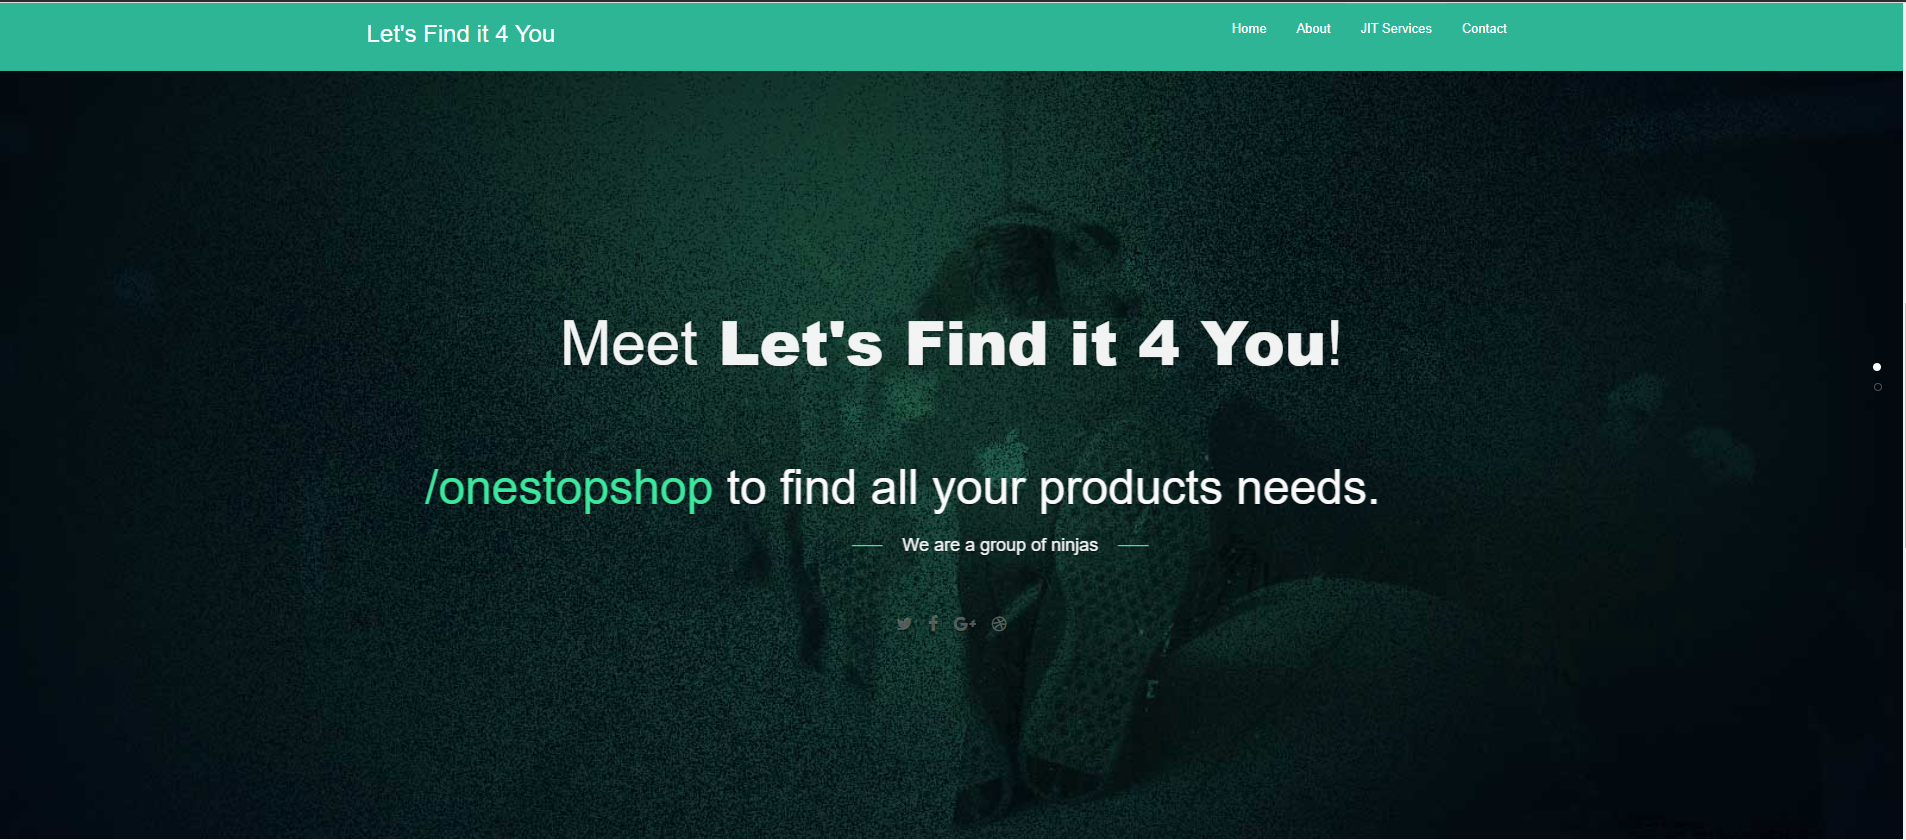 Let's Find it 4 You
Home About JIT Services Contact
Meet Let's Find it 4 You!
/onestopshop to find all your products needs.
We are a group of ninjas